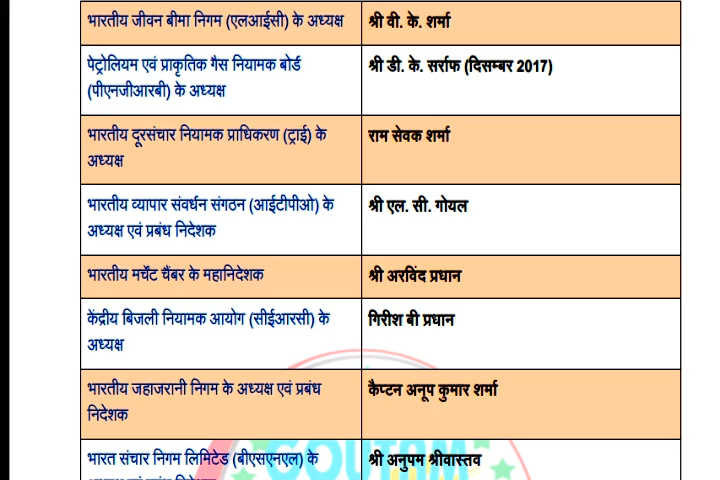 भारतीय जीवन बीमा निगम (एलआईसी) के अध्यक्ष
श्री वी. के. शर्मा
पेट्रोलियम एवं प्राकृतिक गैस नियामक बोर्ड
(पीएनजीआरबी) के अध्यक्ष
श्री डी. के. सर्राफ (दिसम्बर 2017)
भारतीय दूरसंचार नियामक प्राधिकरण (ट्राई) के
अध्यक्ष
राम सेवक शर्मा
भारतीय व्यापार संवर्धन संगठन (आईटीपीओ) के
अध्यक्ष एवं प्रबंध निदेशक
श्री एल. सी. गोयल
भारतीय मर्चेंट चैंबर के महानिदेशक
श्री अरविंद प्रधान
केंद्रीय बिजली नियामक आयोग (सीईआरसी) के
अध्यक्ष
गिरीश बी प्रधान
भारतीय जहाजरानी निगम के अध्यक्ष एवं प्रबंध
निदेशक
कैप्टन अनूप कुमार शर्मा
भारत संचार निगम लिमिटेड (बीएसएनएल) के
श्री अनुपम श्रीवास्तव
GOUTAM